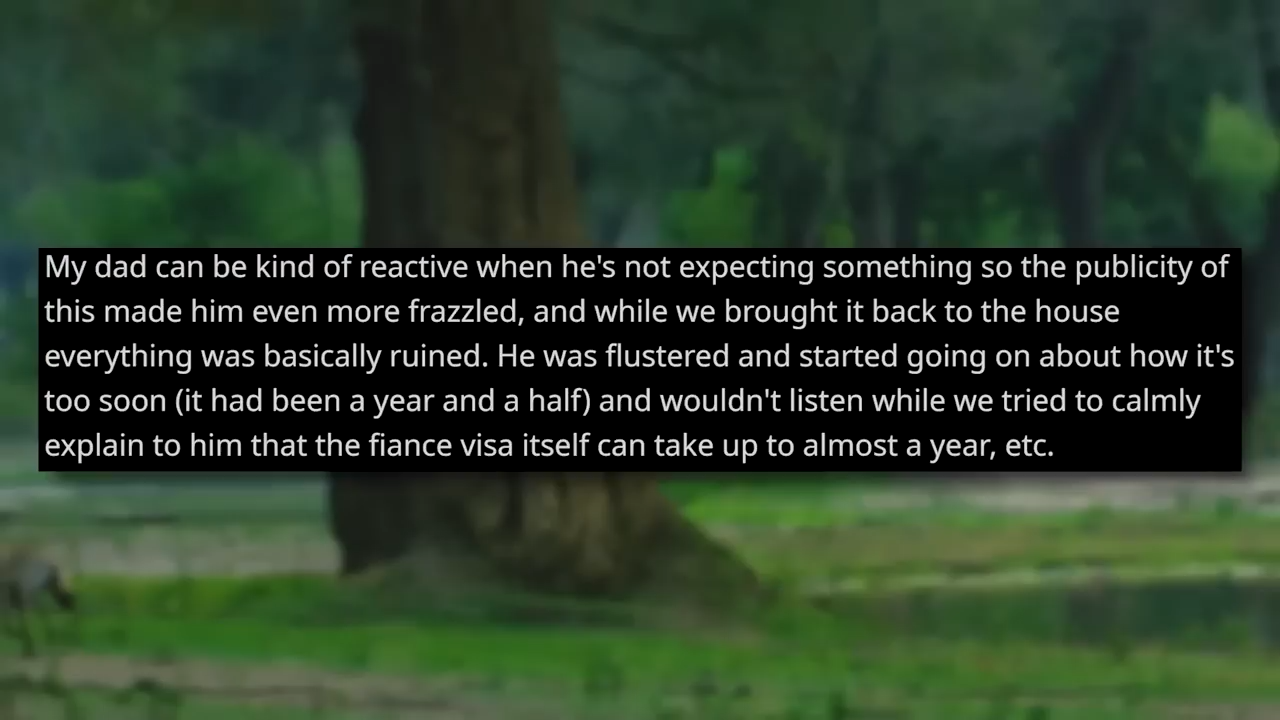 My dad can be kind of reactive when he's not expecting something so the publicity of
this made him even more frazzled, and while we brought it back to the house
everything was basically ruined. He was flustered and started going on about how it's
too soon (it had been a year and a half) and wouldn't listen while we tried to calmly
explain to him that the fiance visa itself can take up to almost a year, etc.